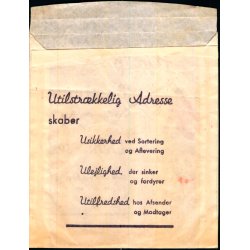 Utilstrækkelig Adresse
skaber
Usikkerhed ved Sortering
og Aflevering
Ulejlighed, der sinker
og fordyrer
Utilfredshed hos Afsender
og Modtager